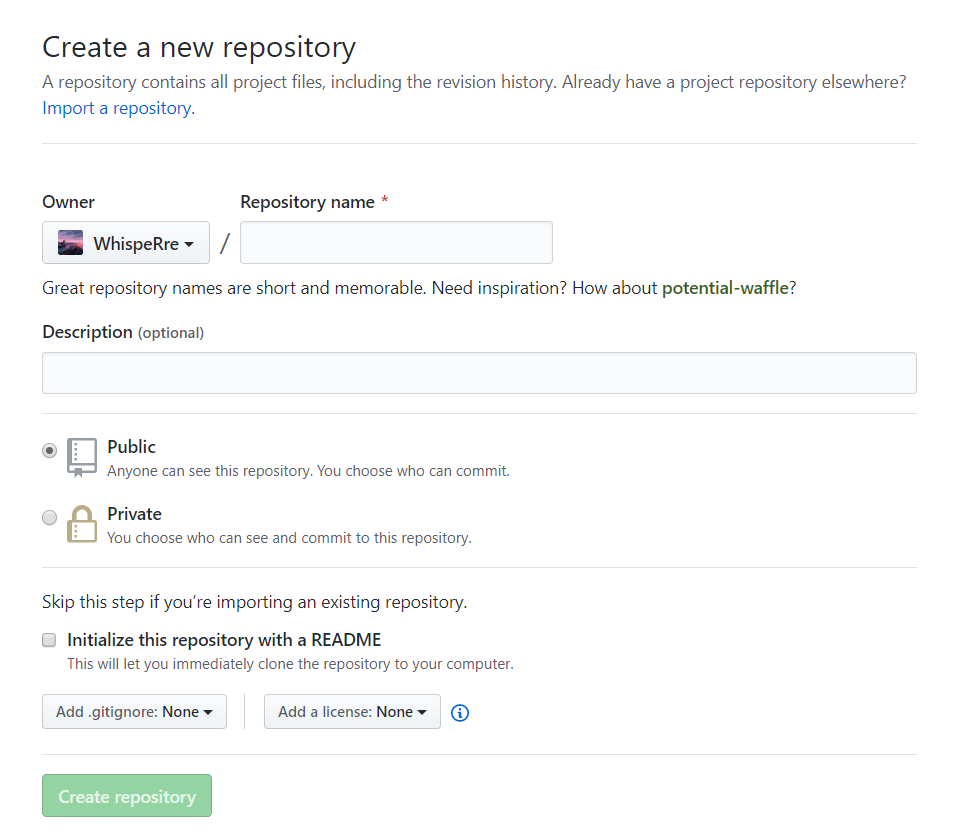 Create a new repository
A repository contains all project files, including the revision history. Already have a project repository elsewhere?
Import a repository.
Owner
Repository name *
WhispeRre
/
Great repository names are short and memorable. Need inspiration? How about potential-waffle?
Description (optional)
Public
Anyone can see this repository. You choose who can commit.
Private
You choose who can see and commit to this repository.
Skip this step if you’re importing an existing repository.
Initialize this repository with a README
This will let you immediately clone the repository to your computer.
Add .gitignore: None
Add a license: None
Create repository